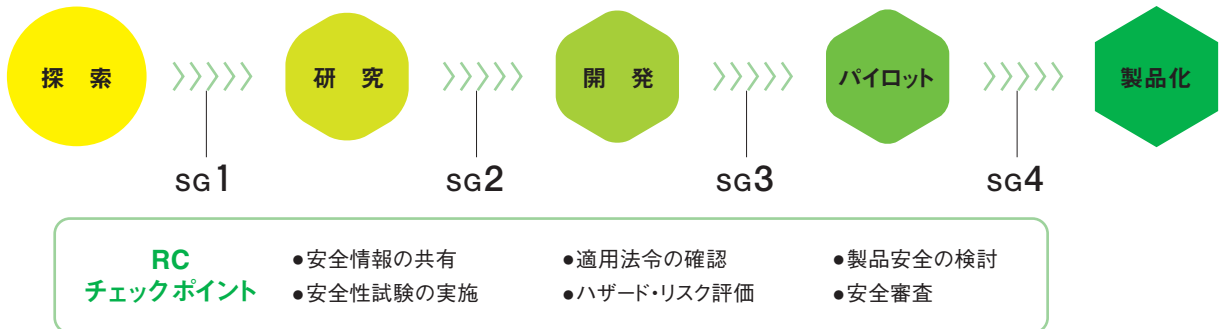 探 索
研 究
開 発
パイロット
製品化
SG1
SG2
SG3
SG4
RC
チェックポイント
●安全情報の共有
●安全性試験の実施
●適用法令の確認
●ハザード・リスク評価
●製品安全の検討
●安全審査